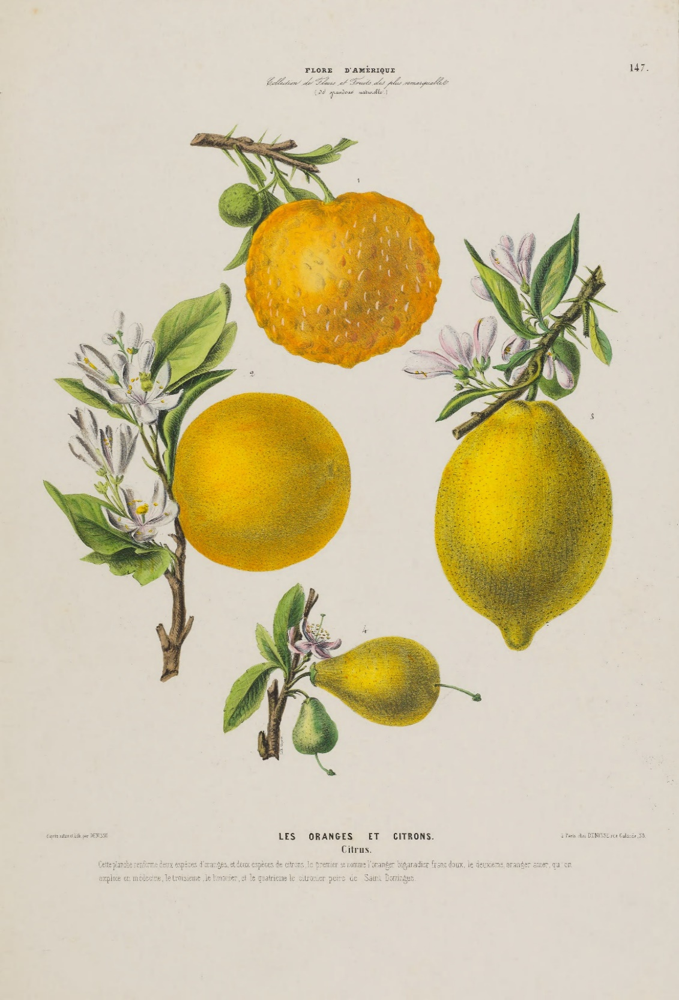 FLORE D'AMÉRIQUE
147.
Collection de Fleurs et Fruits des plus remarquables
(de grandeur naturelle.)
1
2
3
4
d'après nature et Lith. par DENISSE
LES ORANGES ET CITRONS.
à Paris chez DENISSE rue Galande, 35.
Citrus.
Cette planche renferme deux espèces d'oranges, et deux espèces de citrons, le premier se nomme l'oranger bigaradier franc doux, le deuxième, oranger amer, qu'on
emploie en médecine, le troisième, le limonier, et le quatrième le citronier poire de Saint Domingue.